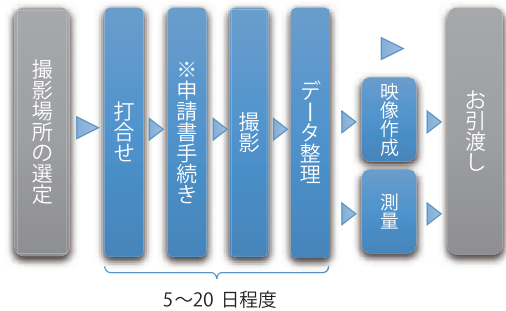 撮影場所の選定
打合せ
※申請書手続き
撮影
データ整理
映像作成
測量
お引渡し
5〜20 日程度